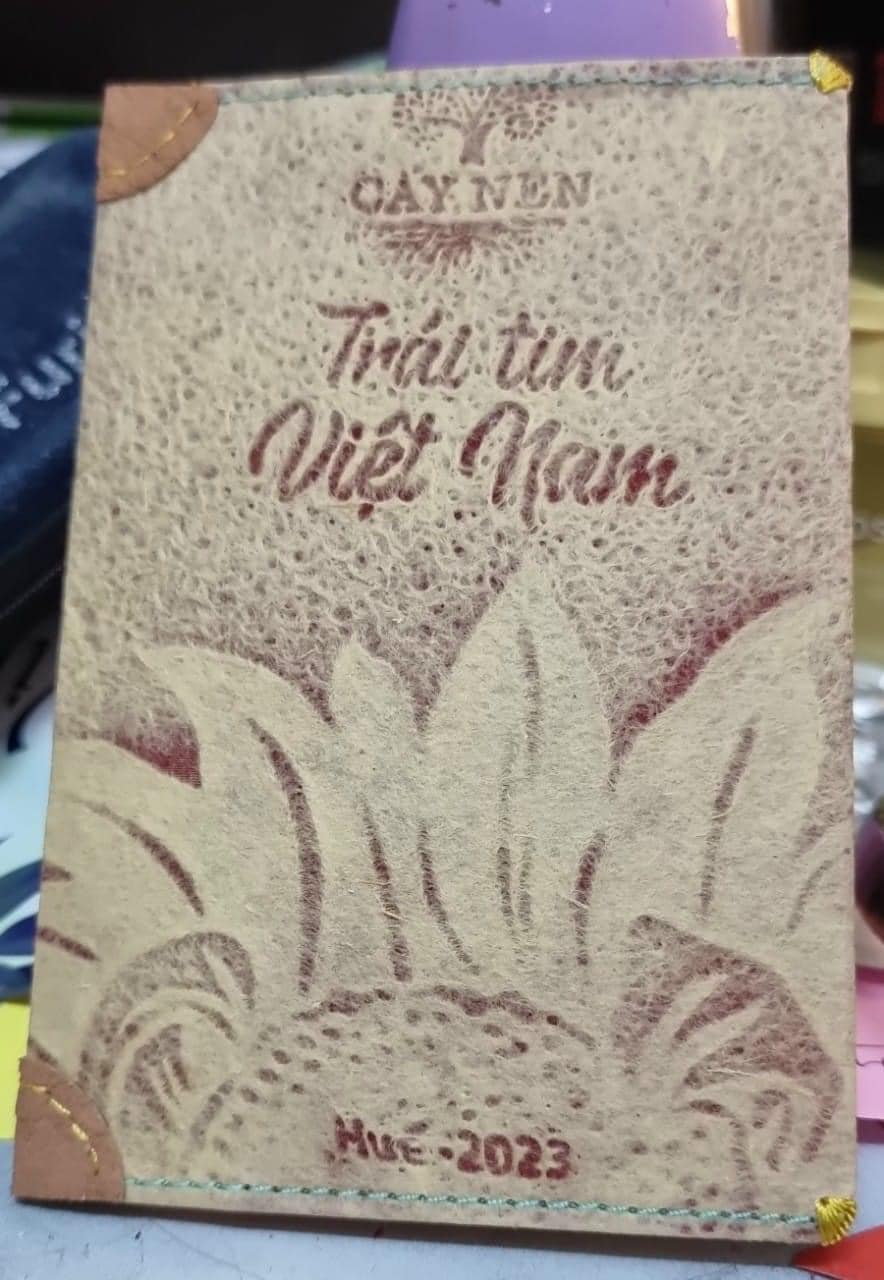 CÂY NẾN
Trái tim
Việt Nam
Huế - 2023